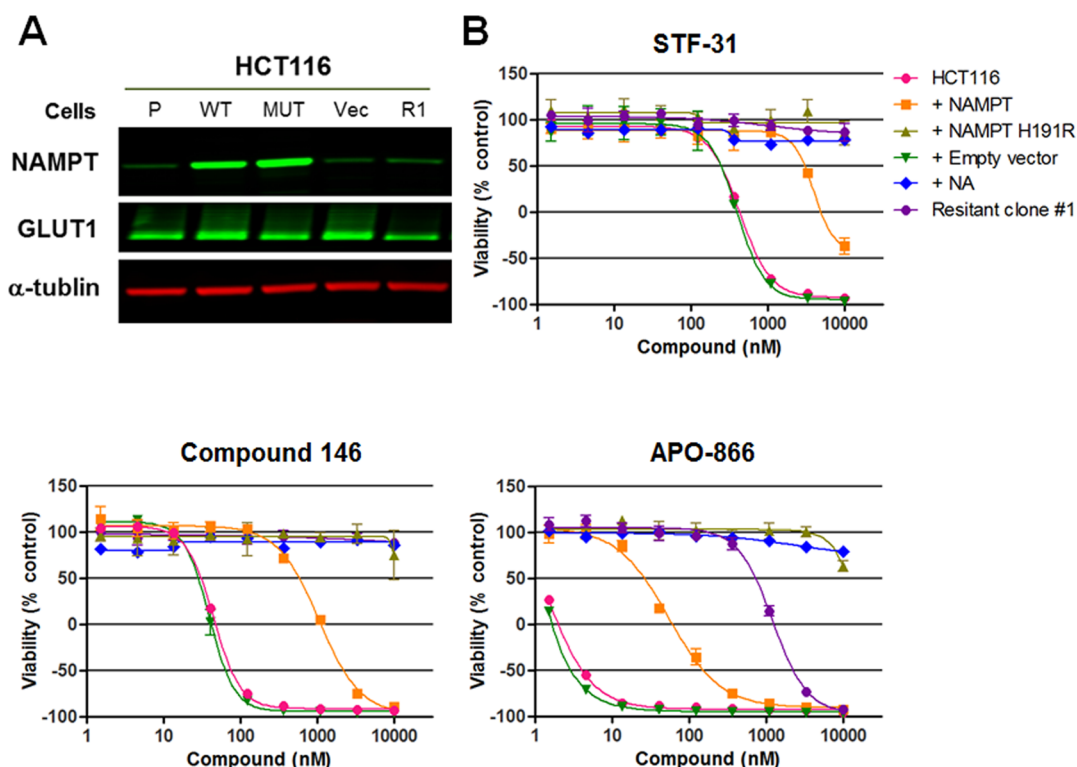 A
HCT116
Cells P WT MUT Vec R1
NAMPT
GLUT1
α-tublin
B
STF-31
Viability (% control)
150
100
50
0
-50
-100
1 10 100 1000 10000
Compound (nM)
HCT116
+ NAMPT
+ NAMPT H191R
+ Empty vector
+ NA
Resitant clone #1
Compound 146
Viability (% control)
150
100
50
0
-50
-100
1 10 100 1000 10000
Compound (nM)
APO-866
Viability (% control)
150
100
50
0
-50
-100
1 10 100 1000 10000
Compound (nM)